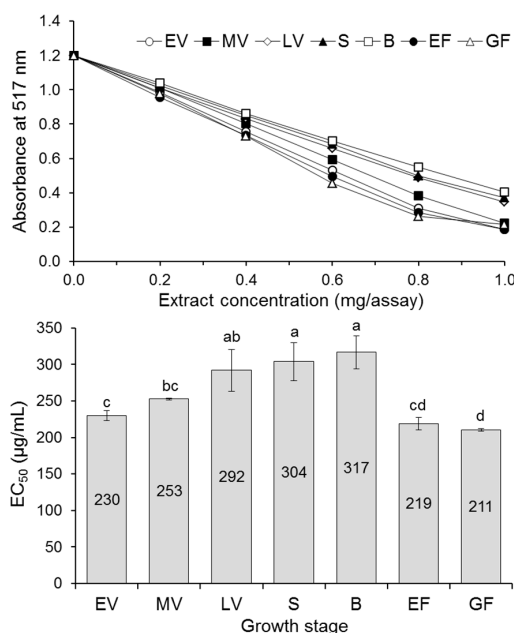 1.4
EV MV LV S B EF GF
1.2
1.0
0.8
0.6
0.4
0.2
0.0
Absorbance at 517 nm
0.0 0.2 0.4 0.6 0.8 1.0
Extract concentration (mg/assay)
350
300
250
200
150
100
50
0
EC50 (µg/mL)
c bc ab a a cd d
230 253 292 304 317 219 211
EV MV LV S B EF GF
Growth stage